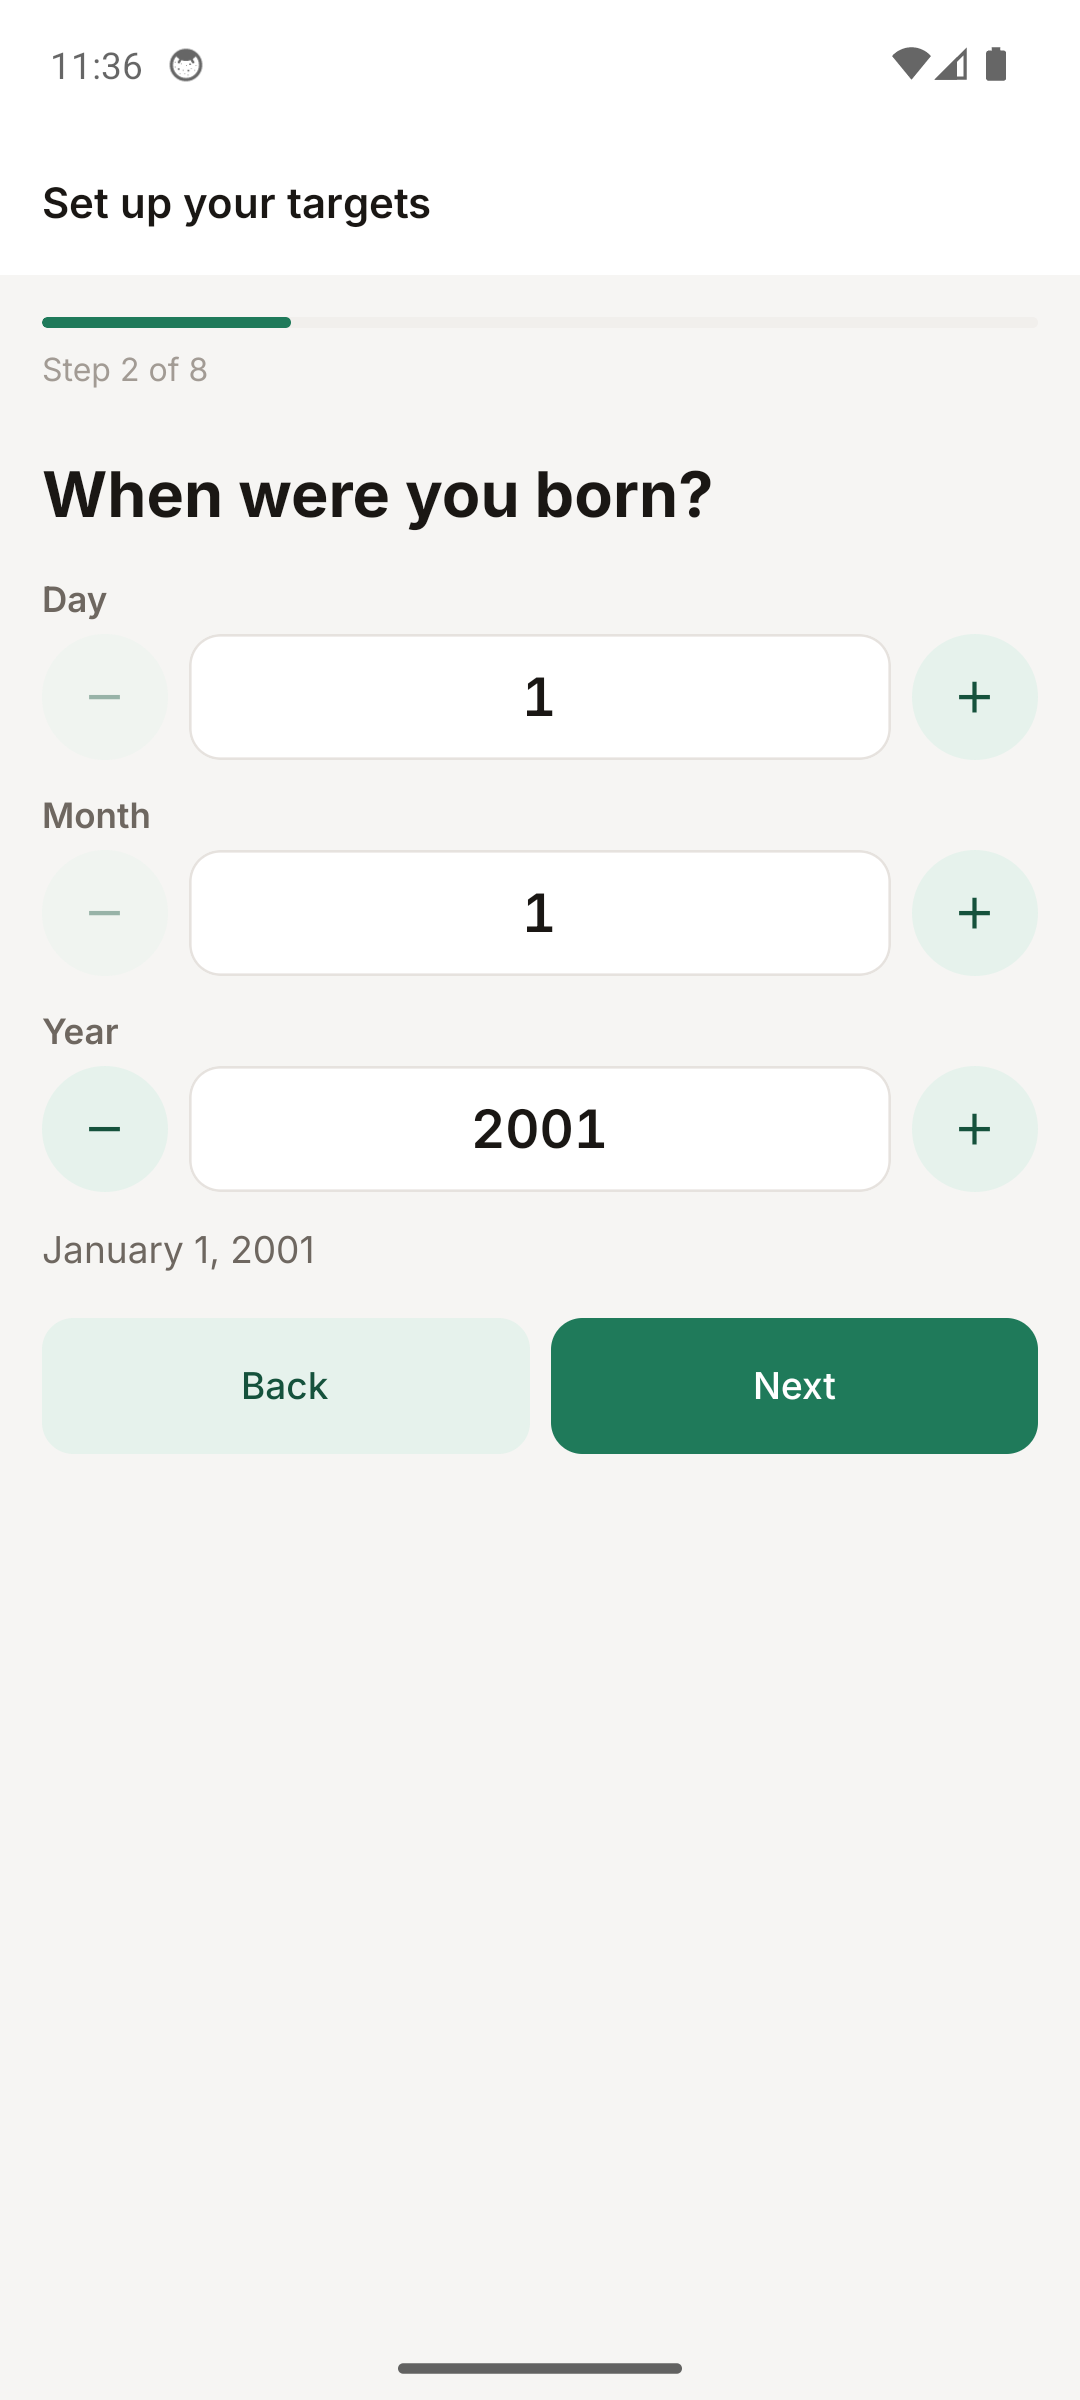 11:36
Set up your targets
Step 2 of 8
When were you born?
Day
− 1 +
Month
− 1 +
Year
− 2001 +
January 1, 2001
Back Next